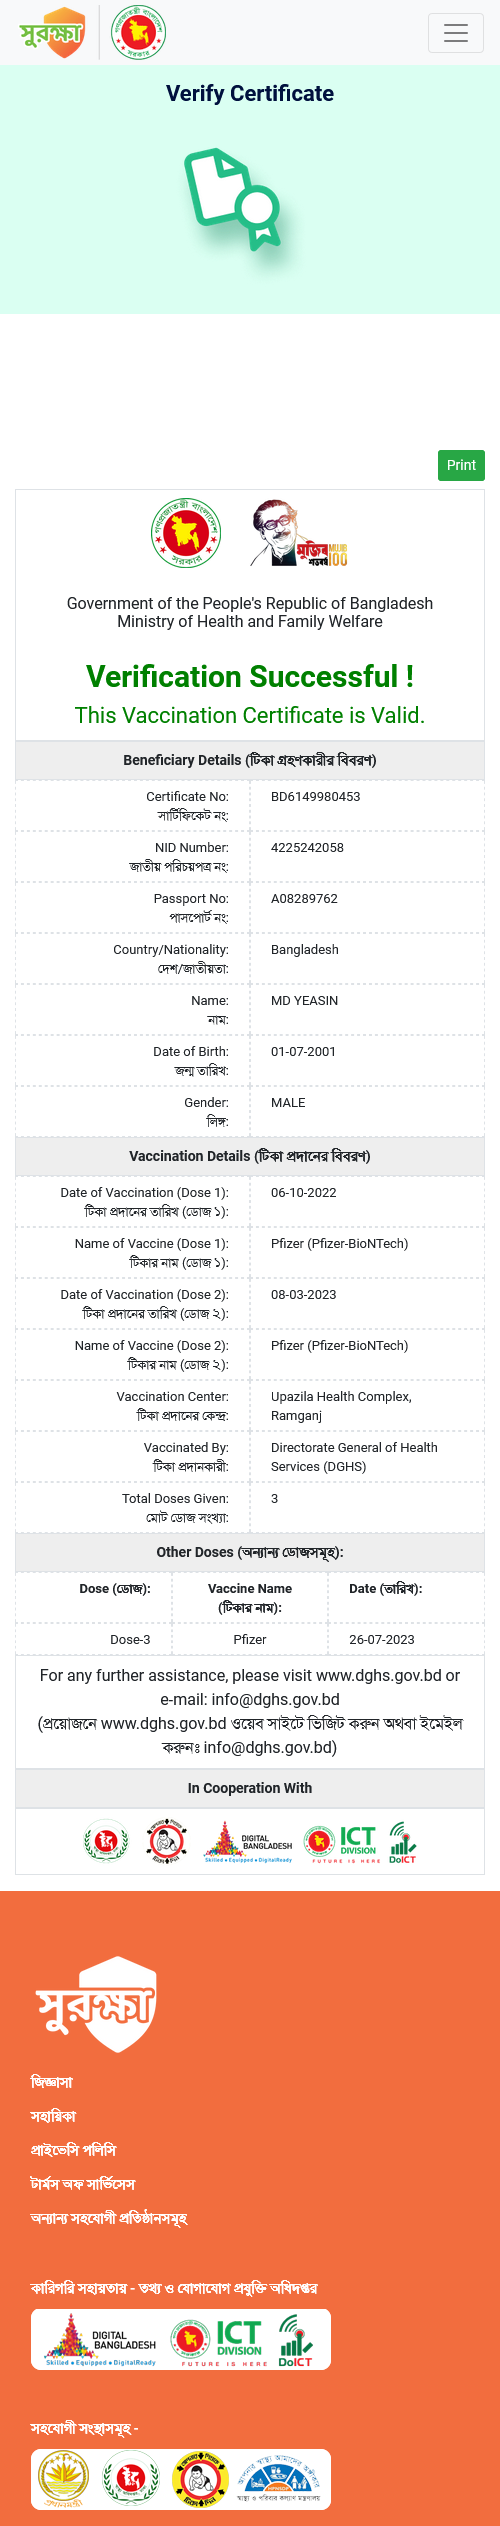 সুরক্ষা
Verify Certificate
Print
গণপ্রজাতন্ত্রী বাংলাদেশ
সরকার
মুজিব
শতবর্ষ
MUJIB
100
Government of the People's Republic of Bangladesh
Ministry of Health and Family Welfare
Verification Successful !
This Vaccination Certificate is Valid.
Beneficiary Details (টিকা গ্রহণকারীর বিবরণ)
Certificate No: BD6149980453
সার্টিফিকেট নং:
NID Number: 4225242058
জাতীয় পরিচয়পত্র নং:
Passport No: A08289762
পাসপোর্ট নং:
Country/Nationality: Bangladesh
দেশ/জাতীয়তা:
Name: MD YEASIN
নাম:
Date of Birth: 01-07-2001
জন্ম তারিখ:
Gender: MALE
লিঙ্গ:
Vaccination Details (টিকা প্রদানের বিবরণ)
Date of Vaccination (Dose 1): 06-10-2022
টিকা প্রদানের তারিখ (ডোজ ১):
Name of Vaccine (Dose 1): Pfizer (Pfizer-BioNTech)
টিকার নাম (ডোজ ১):
Date of Vaccination (Dose 2): 08-03-2023
টিকা প্রদানের তারিখ (ডোজ ২):
Name of Vaccine (Dose 2): Pfizer (Pfizer-BioNTech)
টিকার নাম (ডোজ ২):
Vaccination Center: Upazila Health Complex,
টিকা প্রদানের কেন্দ্র: Ramganj
Vaccinated By: Directorate General of Health
টিকা প্রদানকারী: Services (DGHS)
Total Doses Given: 3
মোট ডোজ সংখ্যা:
Other Doses (অন্যান্য ডোজসমূহ):
Dose (ডোজ): Vaccine Name Date (তারিখ):
(টিকার নাম):
Dose-3 Pfizer 26-07-2023
For any further assistance, please visit www.dghs.gov.bd or
e-mail: info@dghs.gov.bd
(প্রয়োজনে www.dghs.gov.bd ওয়েব সাইটে ভিজিট করুন অথবা ইমেইল
করুনঃ info@dghs.gov.bd)
In Cooperation With
DIGITAL
BANGLADESH
Skilled • Equipped • DigitalReady
ICT
DIVISION
FUTURE IS HERE
DoICT
সুরক্ষা
জিজ্ঞাসা
সহায়িকা
প্রাইভেসি পলিসি
টার্মস অফ সার্ভিসেস
অন্যান্য সহযোগী প্রতিষ্ঠানসমূহ
কারিগরি সহায়তায় - তথ্য ও যোগাযোগ প্রযুক্তি অধিদপ্তর
DIGITAL
BANGLADESH
Skilled • Equipped • DigitalReady
ICT
DIVISION
FUTURE IS HERE
DoICT
সহযোগী সংস্থাসমূহ -